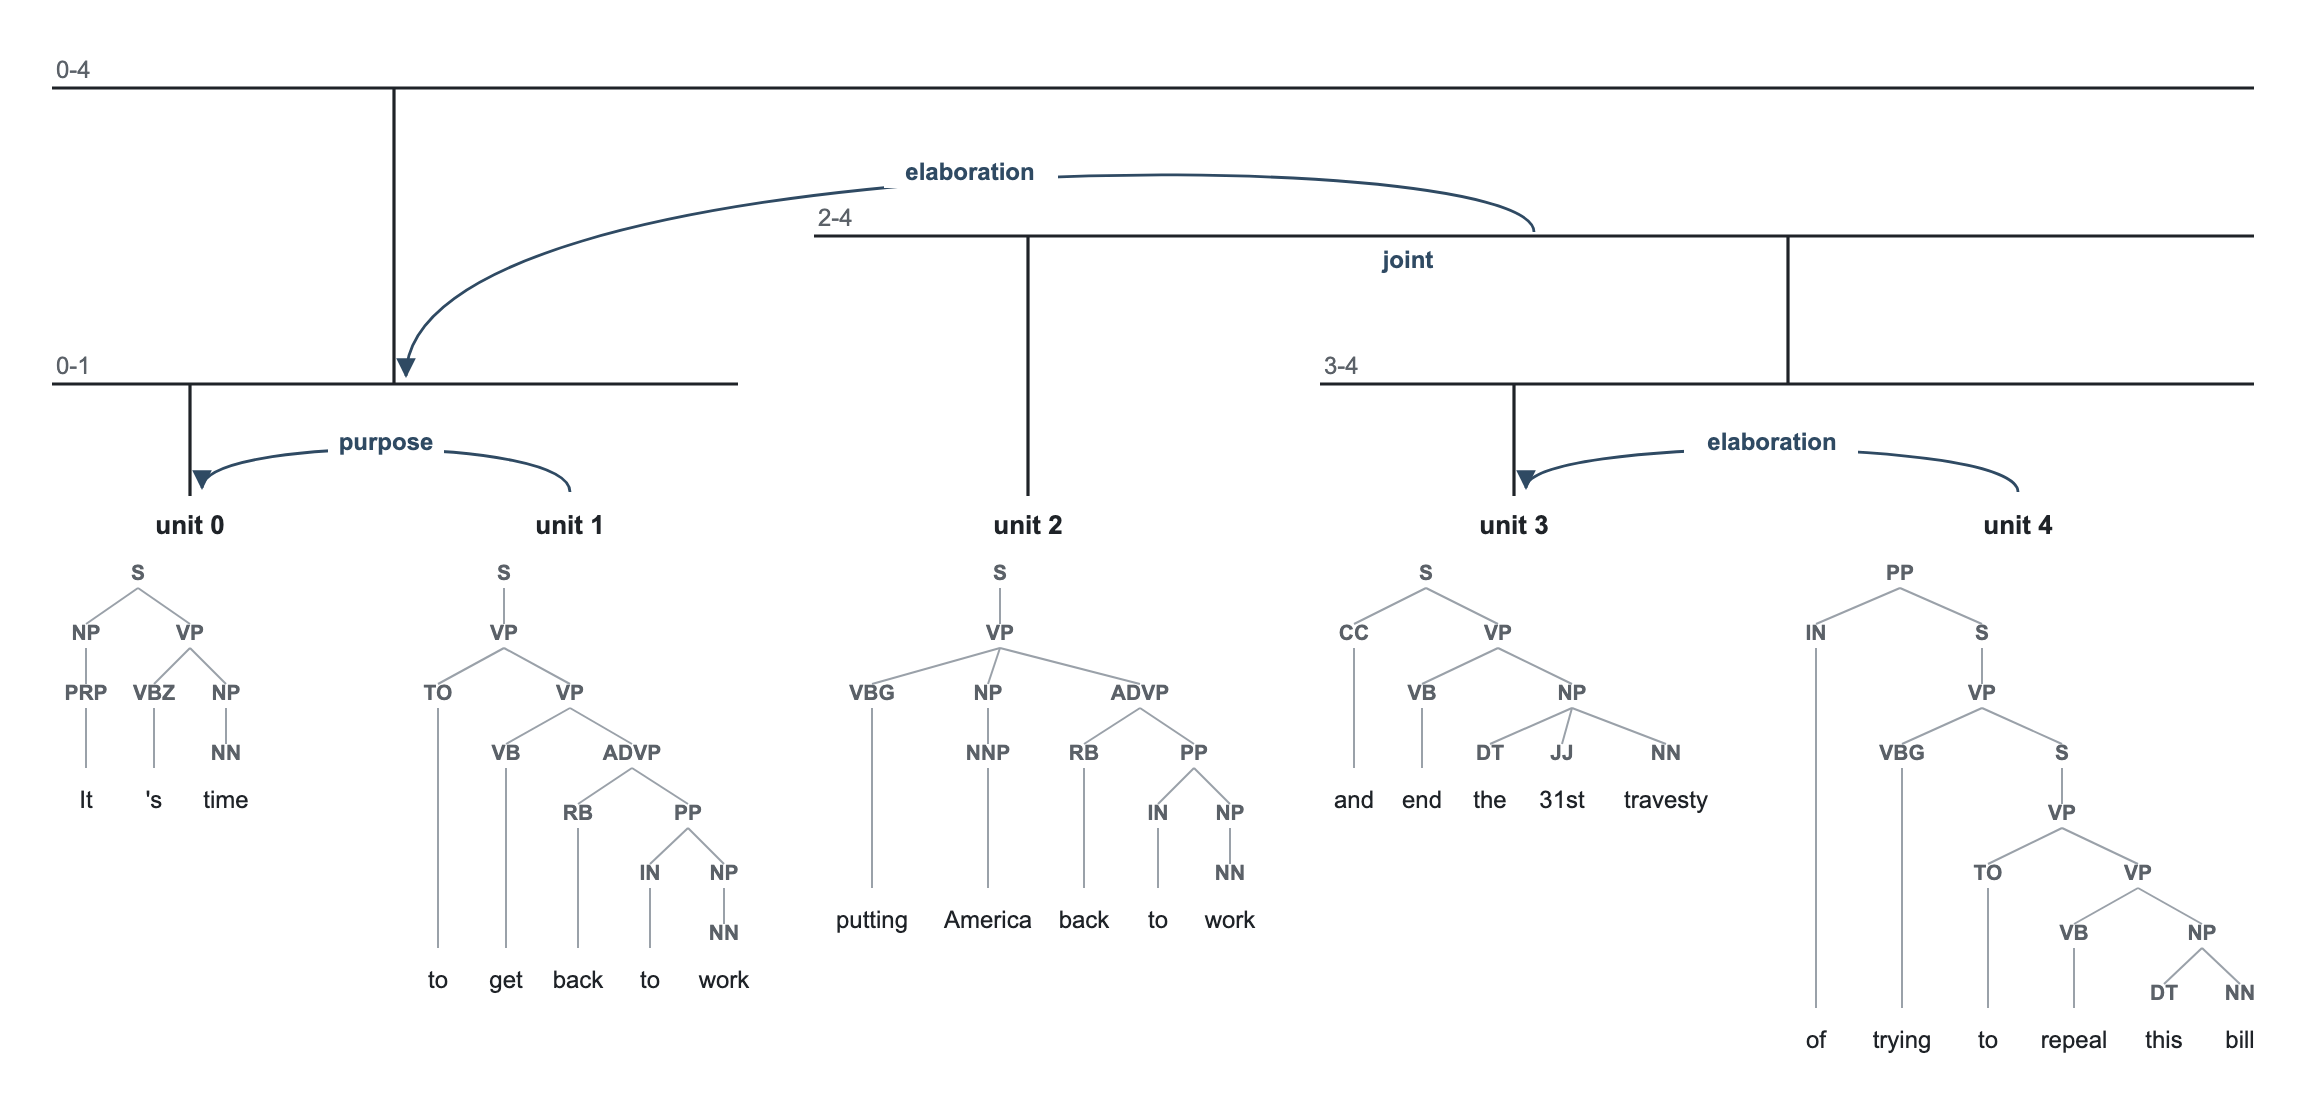 0-4
elaboration
2-4
joint
0-1
3-4
purpose
elaboration
unit 0 unit 1 unit 2 unit 3 unit 4
S S S S PP
NP VP VP VP CC VP IN S
PRP VBZ NP TO VP VBG NP ADVP VB NP VP
NN VB ADVP NNP RB PP DT JJ NN VBG S
It 's time and end the 31st travesty
RB PP IN NP VP
IN NP NN TO VP
putting America back to work
NN VB NP
to get back to work
DT NN
of trying to repeal this bill